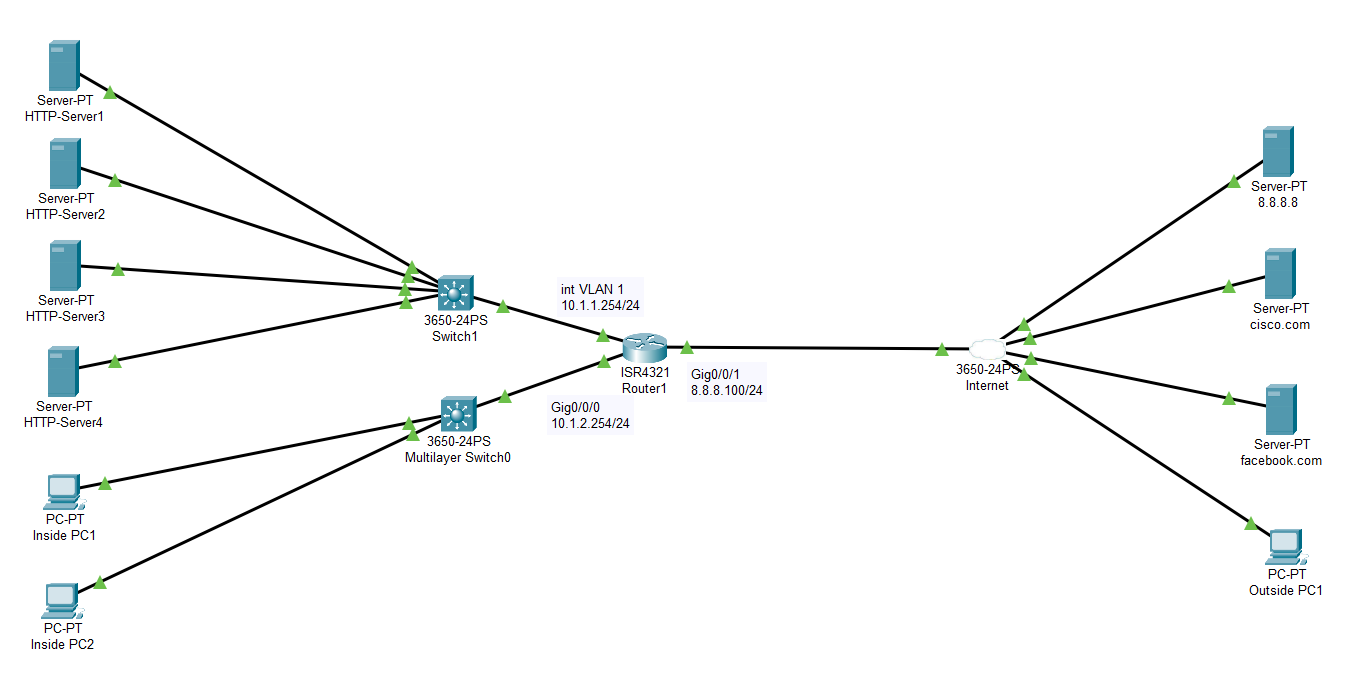 Server-PT
HTTP-Server1
Server-PT
HTTP-Server2
Server-PT
HTTP-Server3
Server-PT
HTTP-Server4
PC-PT
Inside PC1
PC-PT
Inside PC2
3650-24PS
Switch1
3650-24PS
Multilayer Switch0
int VLAN 1
10.1.1.254/24
ISR4321
Router1
Gig0/0/0
10.1.2.254/24
Gig0/0/1
8.8.8.100/24
3650-24PS
Internet
Server-PT
8.8.8.8
Server-PT
cisco.com
Server-PT
facebook.com
PC-PT
Outside PC1